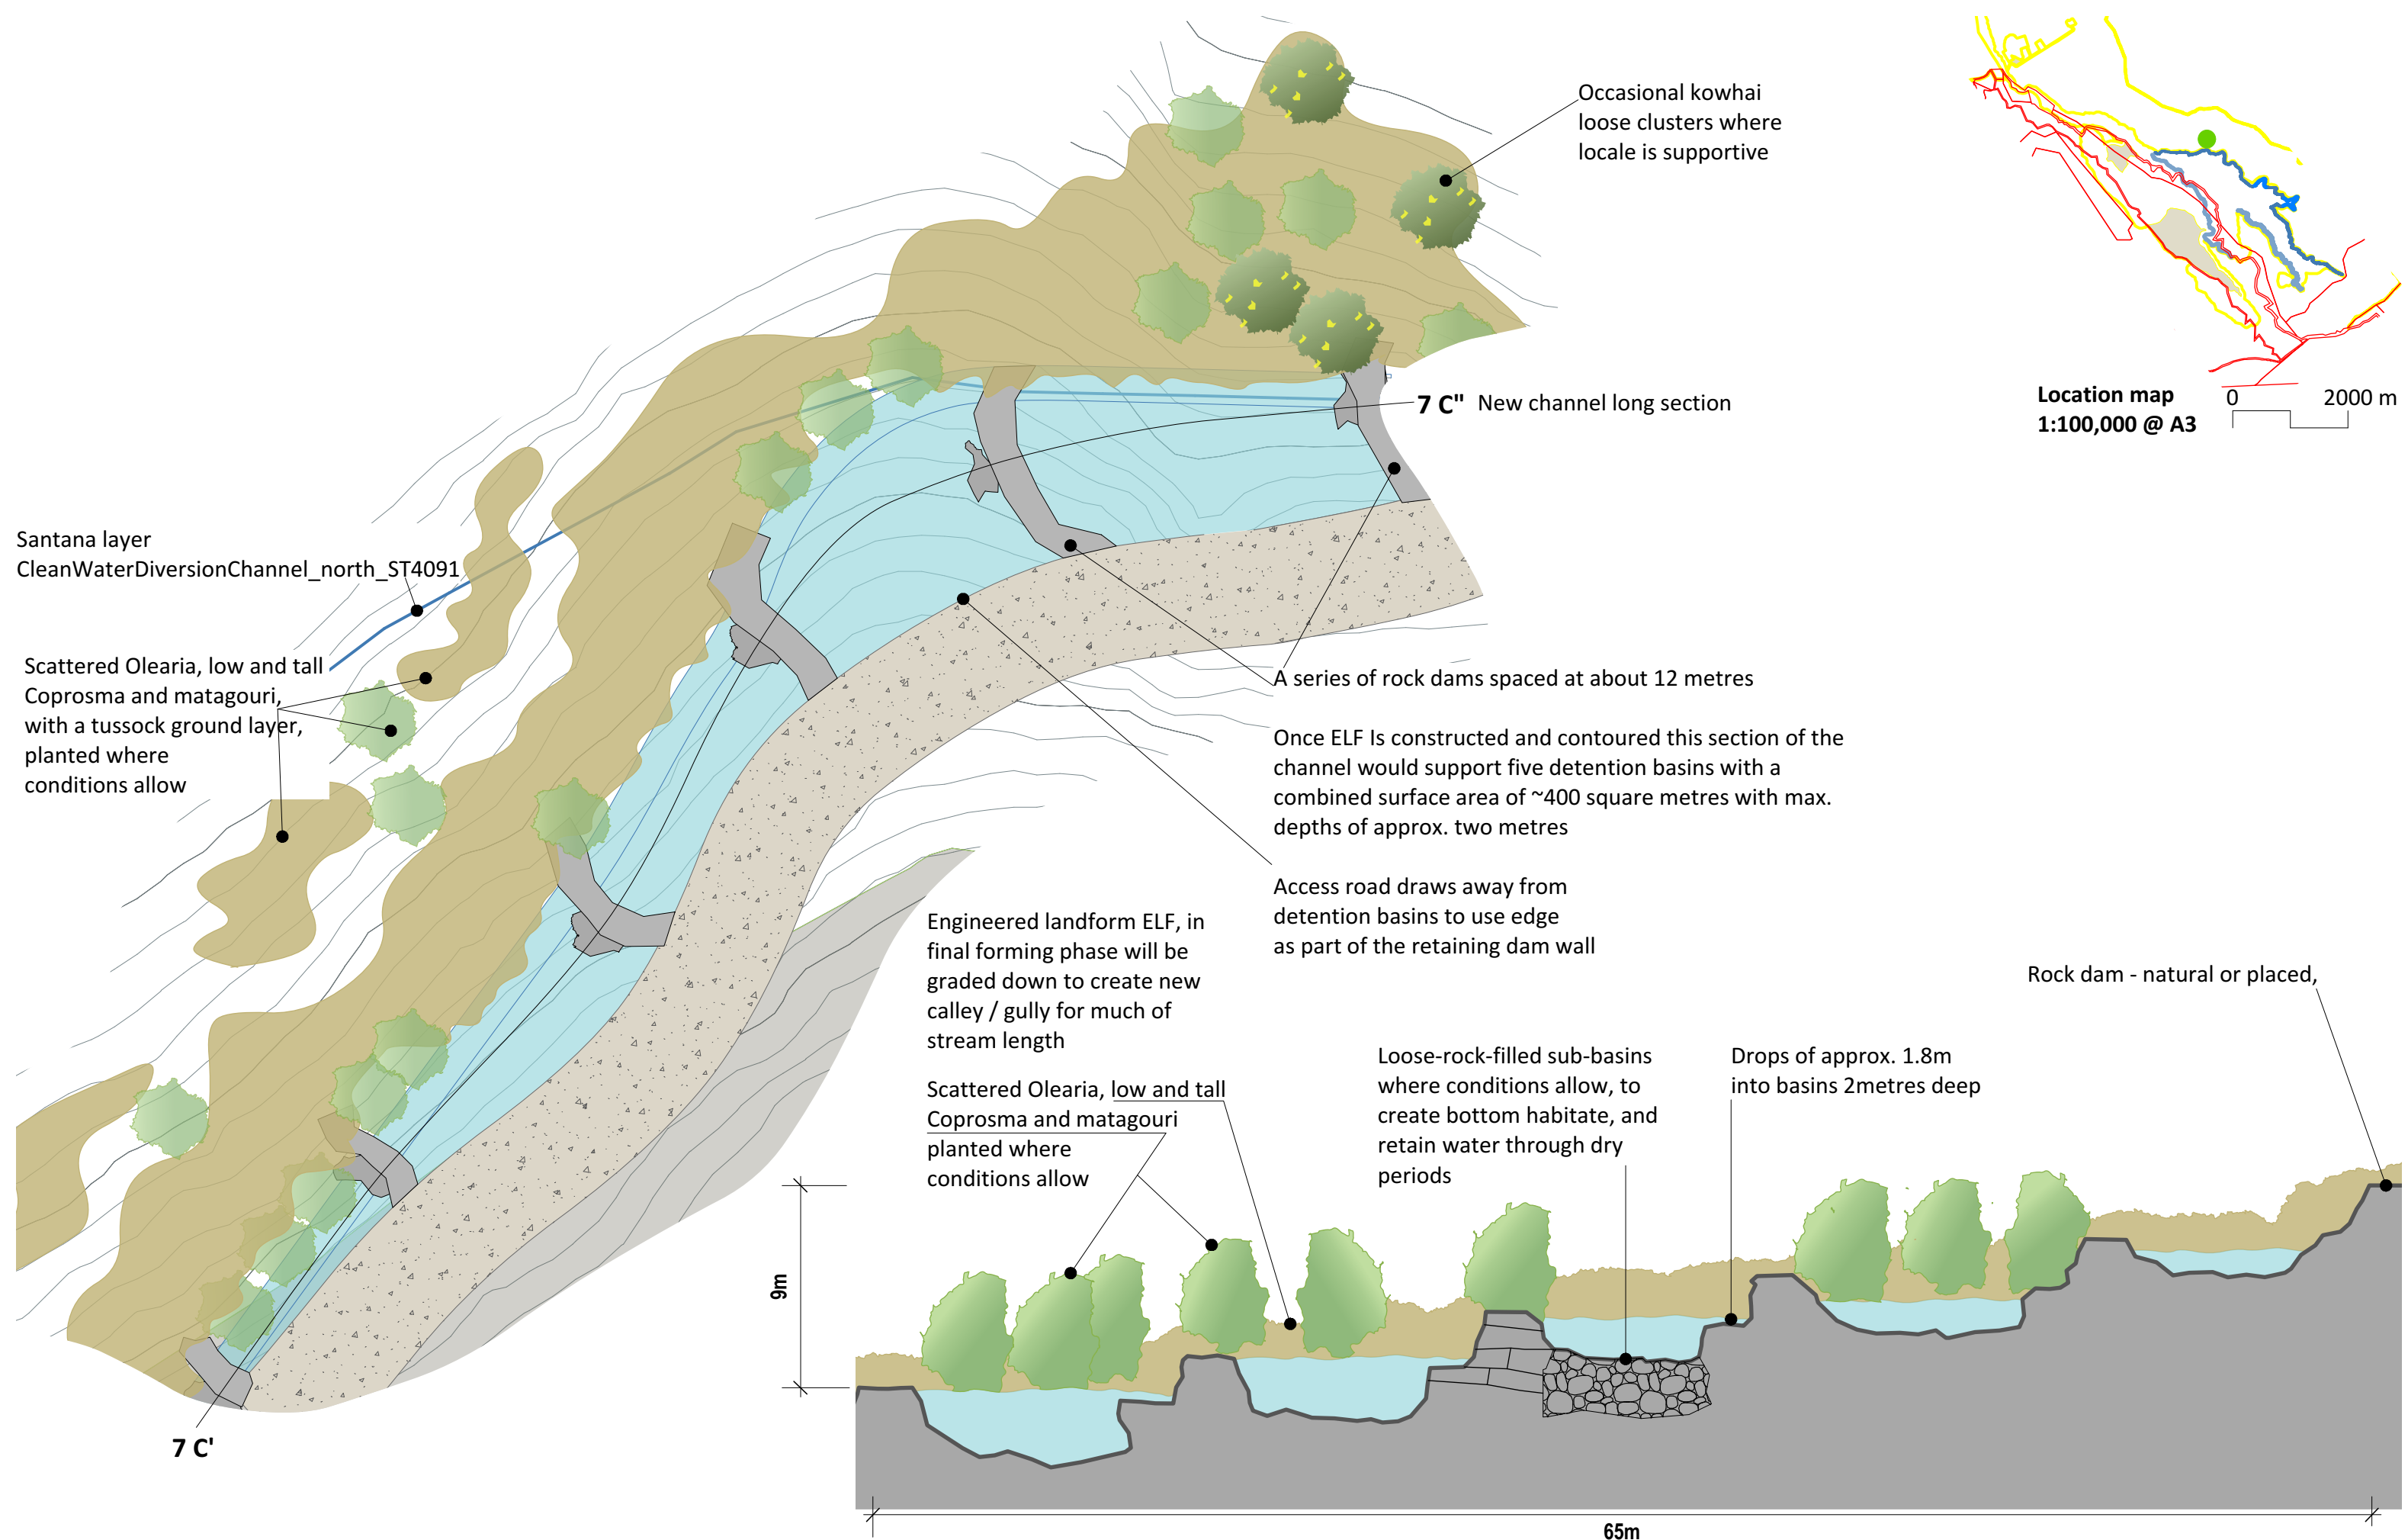 Occasional kowhai
loose clusters where
locale is supportive
Location map
1:100,000 @ A3
0 2000 m
7 C" New channel long section
Santana layer
CleanWaterDiversionChannel_north_ST4091
Scattered Olearia, low and tall
Coprosma and matagouri,
with a tussock ground layer,
planted where
conditions allow
A series of rock dams spaced at about 12 metres
Once ELF Is constructed and contoured this section of the
channel would support five detention basins with a
combined surface area of ~400 square metres with max.
depths of approx. two metres
Access road draws away from
detention basins to use edge
as part of the retaining dam wall
Engineered landform ELF, in
final forming phase will be
graded down to create new
calley / gully for much of
stream length
Scattered Olearia, low and tall
Coprosma and matagouri
planted where
conditions allow
Loose-rock-filled sub-basins
where conditions allow, to
create bottom habitate, and
retain water through dry
periods
Drops of approx. 1.8m
into basins 2metres deep
Rock dam - natural or placed,
9m
7 C'
65m